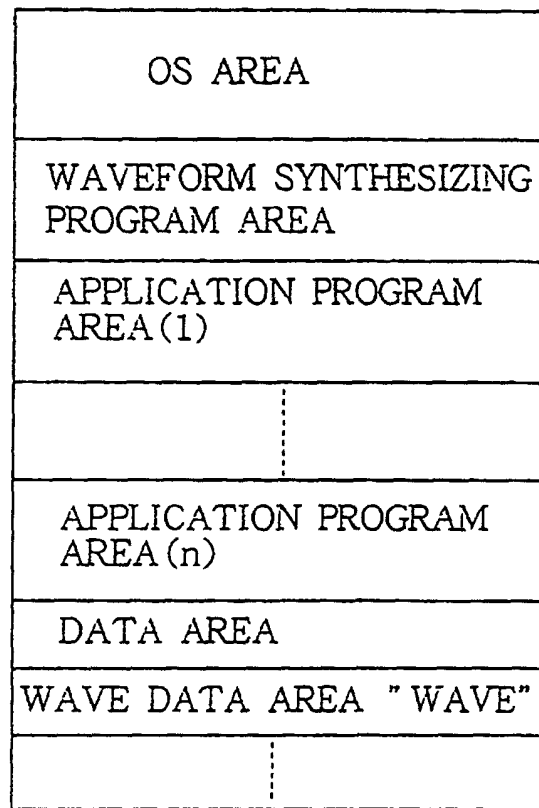 OS AREA
WAVEFORM SYNTHESIZING
PROGRAM AREA
APPLICATION PROGRAM
AREA(1)
APPLICATION PROGRAM
AREA(n)
DATA AREA
WAVE DATA AREA "WAVE"